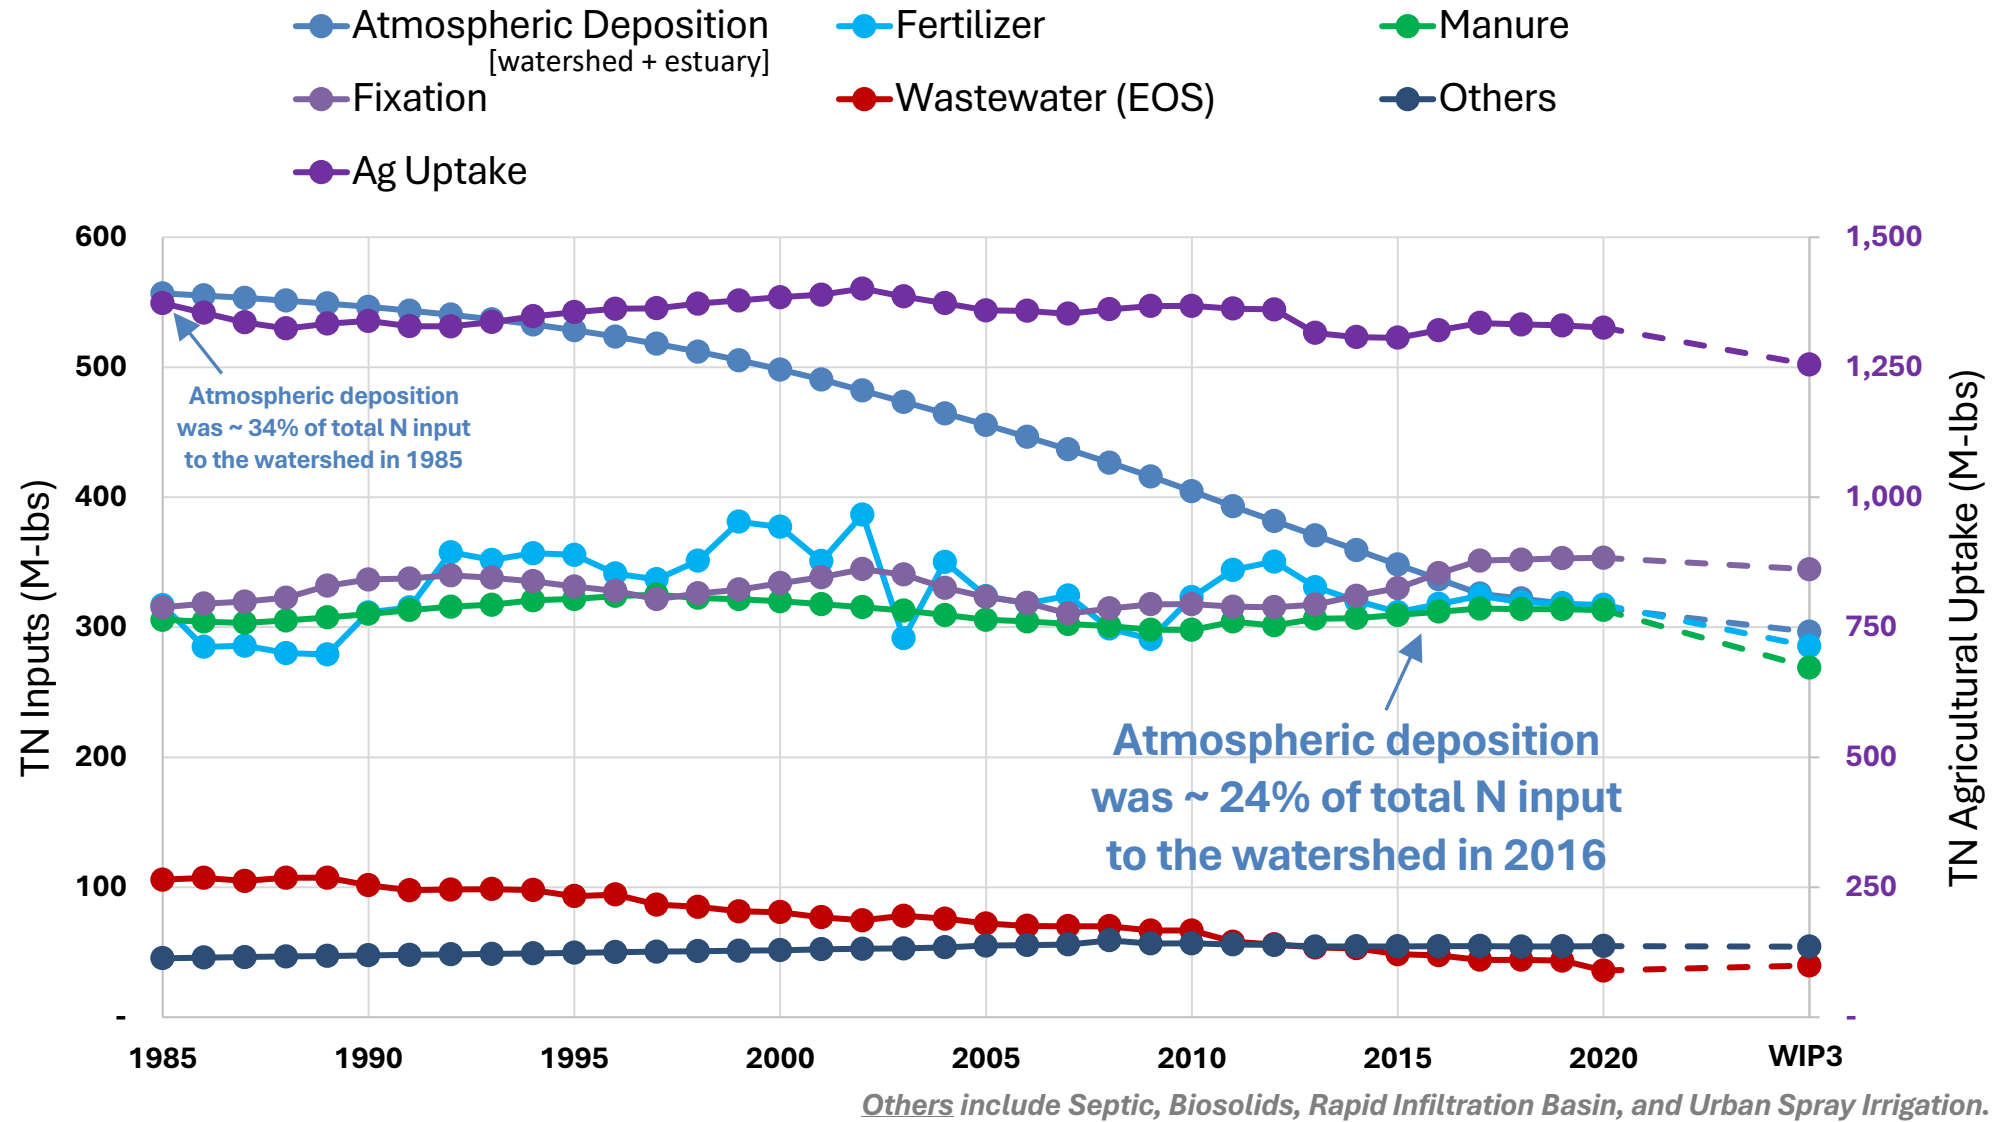 Atmospheric Deposition
[watershed + estuary]
Fertilizer
Manure
Fixation
Wastewater (EOS)
Others
Ag Uptake
TN Inputs (M-lbs)
600
500
400
300
200
100
-
Atmospheric deposition
was ~ 34% of total N input
to the watershed in 1985
Atmospheric deposition
was ~ 24% of total N input
to the watershed in 2016
1,500
1,250
1,000
750
500
250
-
TN Agricultural Uptake (M-lbs)
1985
1990
1995
2000
2005
2010
2015
2020
WIP3
Others include Septic, Biosolids, Rapid Infiltration Basin, and Urban Spray Irrigation.